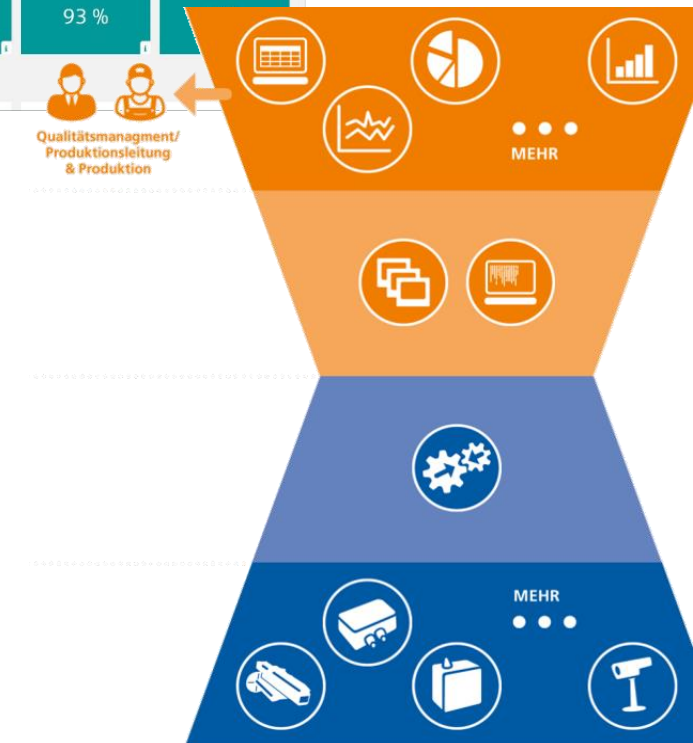 93 %
MEHR
Qualitätsmanagment/
Produktionsleitung
& Produktion
MEHR